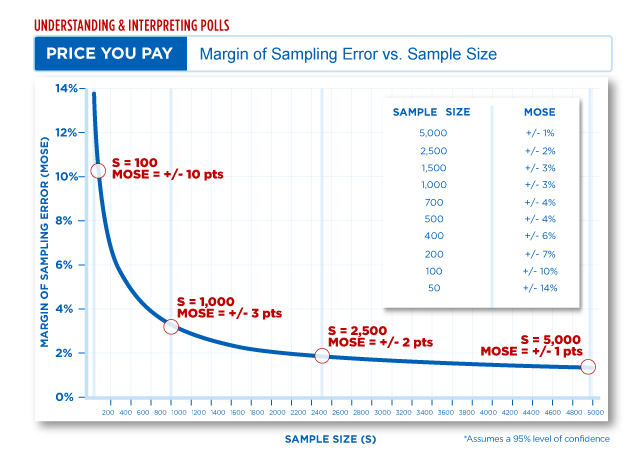 UNDERSTANDING & INTERPRETING POLLS
PRICE YOU PAY
Margin of Sampling Error vs. Sample Size
MARGIN OF SAMPLING ERROR (MOSE)
14%
12%
10%
8%
6%
4%
2%
0%
S = 100
MOSE = +/- 10 pts
S = 1,000
MOSE = +/- 3 pts
S = 2,500
MOSE = +/- 2 pts
S = 5,000
MOSE = +/- 1 pts
SAMPLE SIZE MOSE
5,000 +/- 1%
2,500 +/- 2%
1,500 +/- 3%
1,000 +/- 3%
700 +/- 4%
500 +/- 4%
400 +/- 6%
200 +/- 7%
100 +/- 10%
50 +/- 14%
200 400 600 800 1000 1200 1400 1600 1800 2000 2200 2400 2600 2800 3000 3200 3400 3600 3800 4000 4200 4400 4600 4800 5000
SAMPLE SIZE (S)
*Assumes a 95% level of confidence